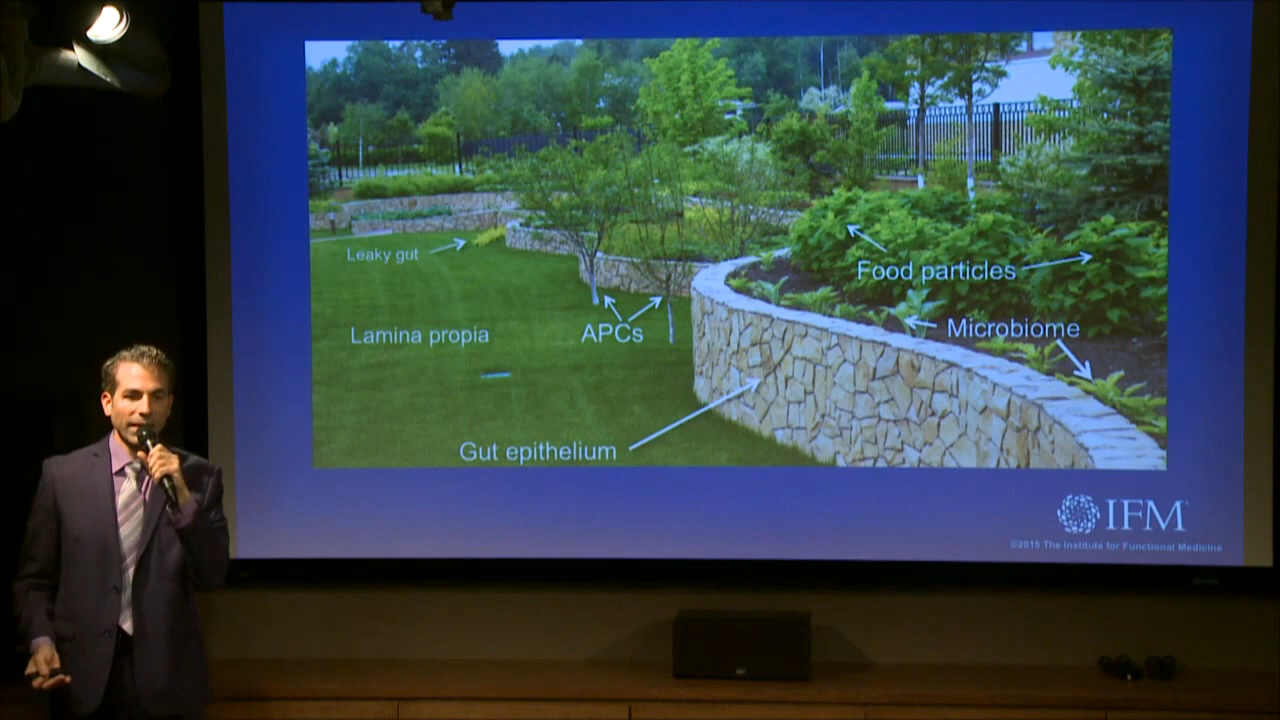 Leaky gut
Food particles
Lamina propia
APCs
Microbiome
Gut epithelium
IFM
©2015 The Institute for Functional Medicine